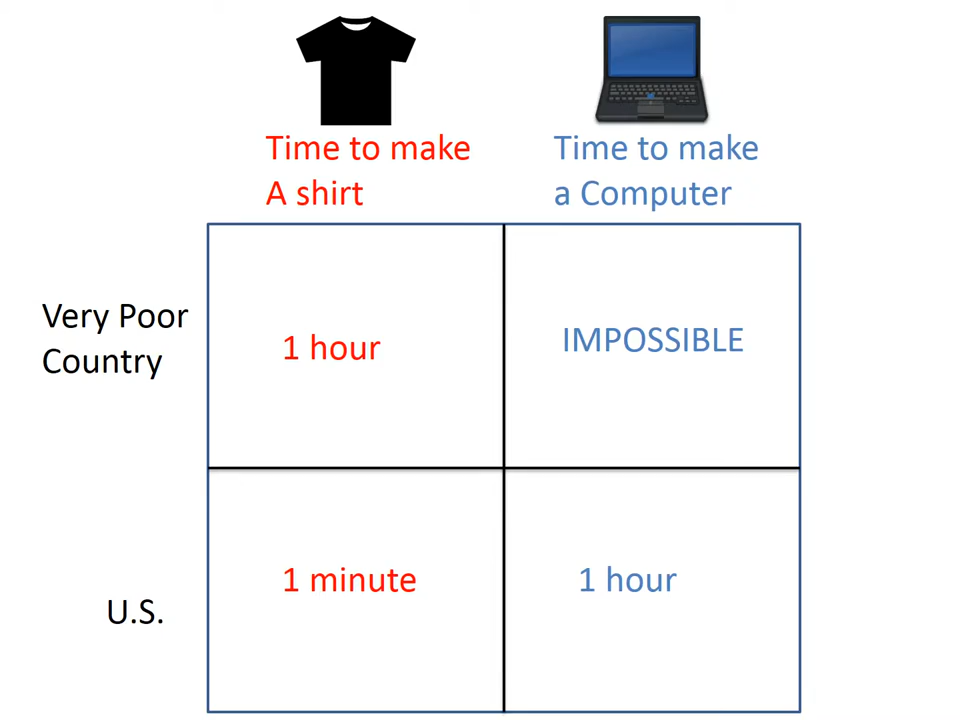 Time to make
A shirt
Time to make
a Computer
Very Poor
Country
1 hour
IMPOSSIBLE
U.S.
1 minute
1 hour